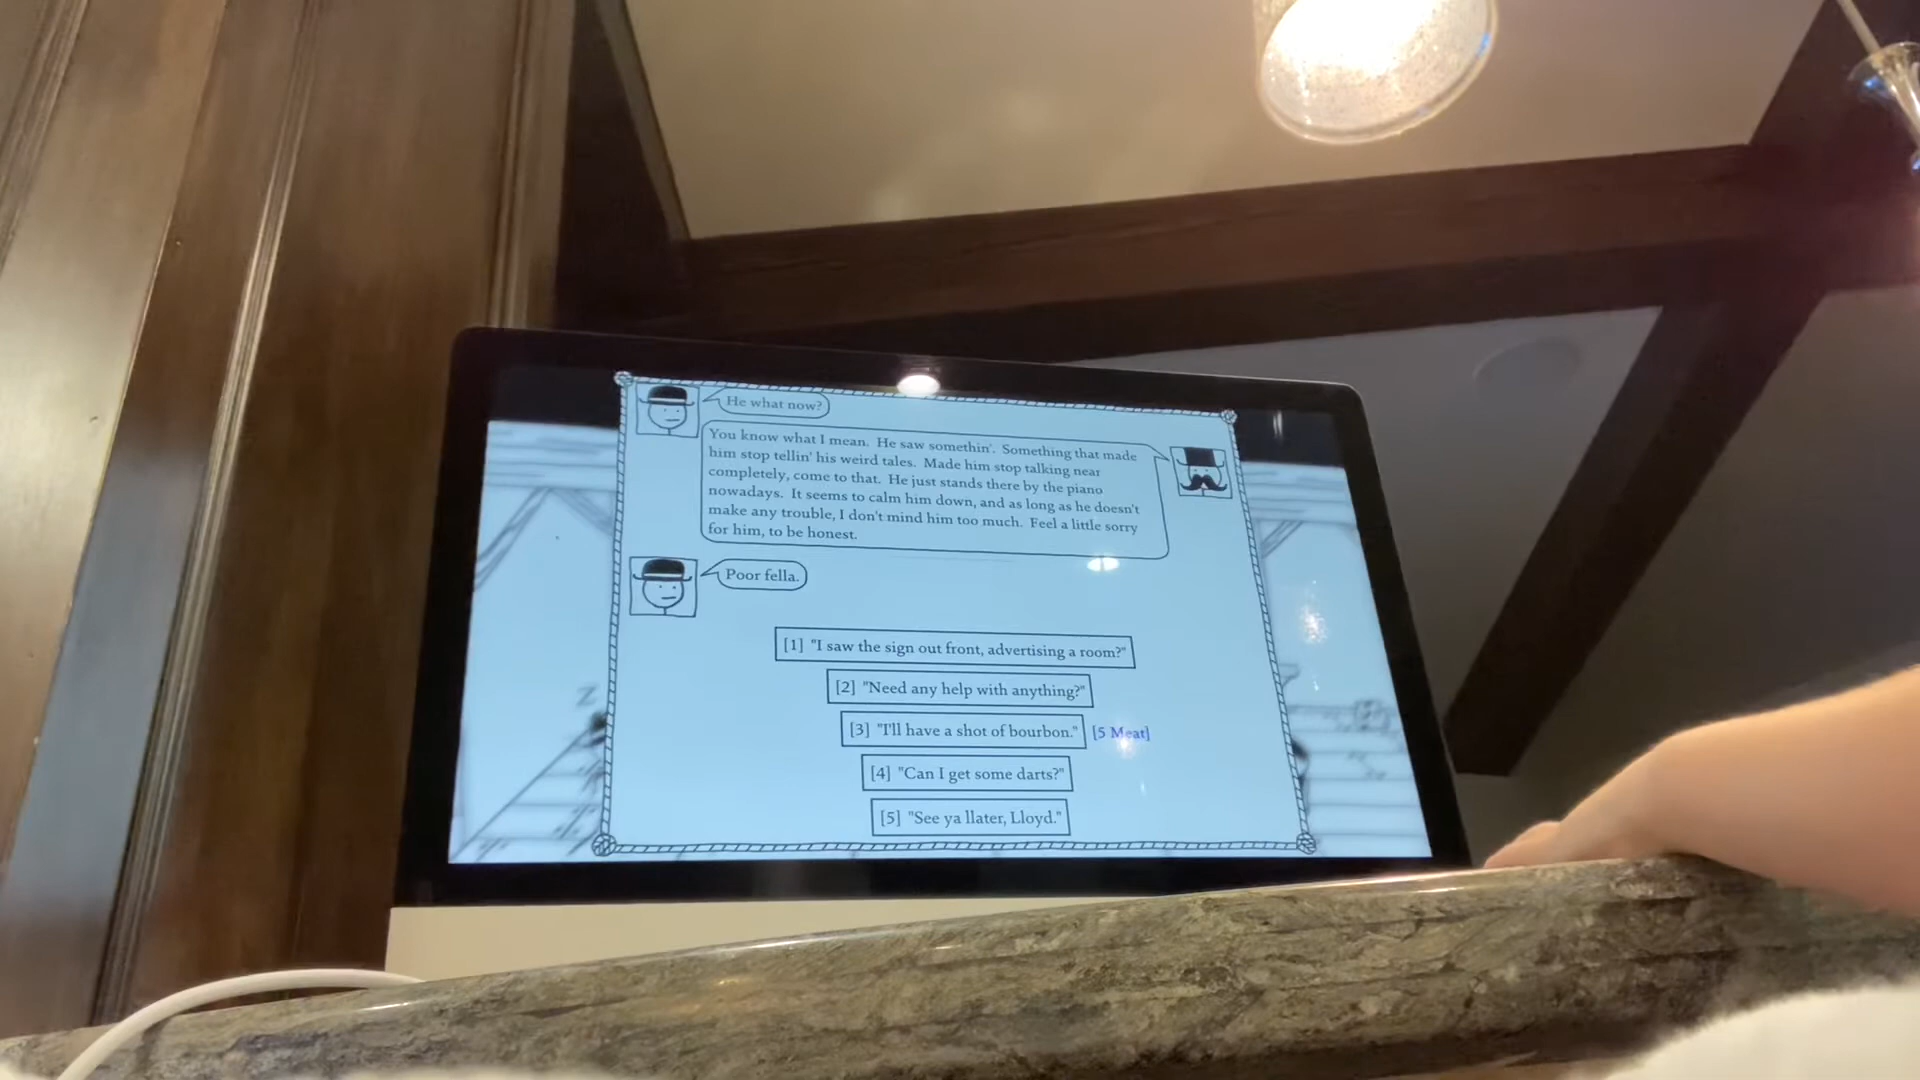 He what now?
You know what I mean. He saw somethin'. Something that made
him stop tellin' his weird tales. Made him stop talking near
completely, come to that. He just stands there by the piano
nowadays. It seems to calm him down, and as long as he doesn't
make any trouble, I don't mind him too much. Feel a little sorry
for him, to be honest.
Poor fella.
[1] "I saw the sign out front, advertising a room?"
[2] "Need any help with anything?"
[3] "I'll have a shot of bourbon." [5 Meat]
[4] "Can I get some darts?"
[5] "See ya llater, Lloyd."
Z